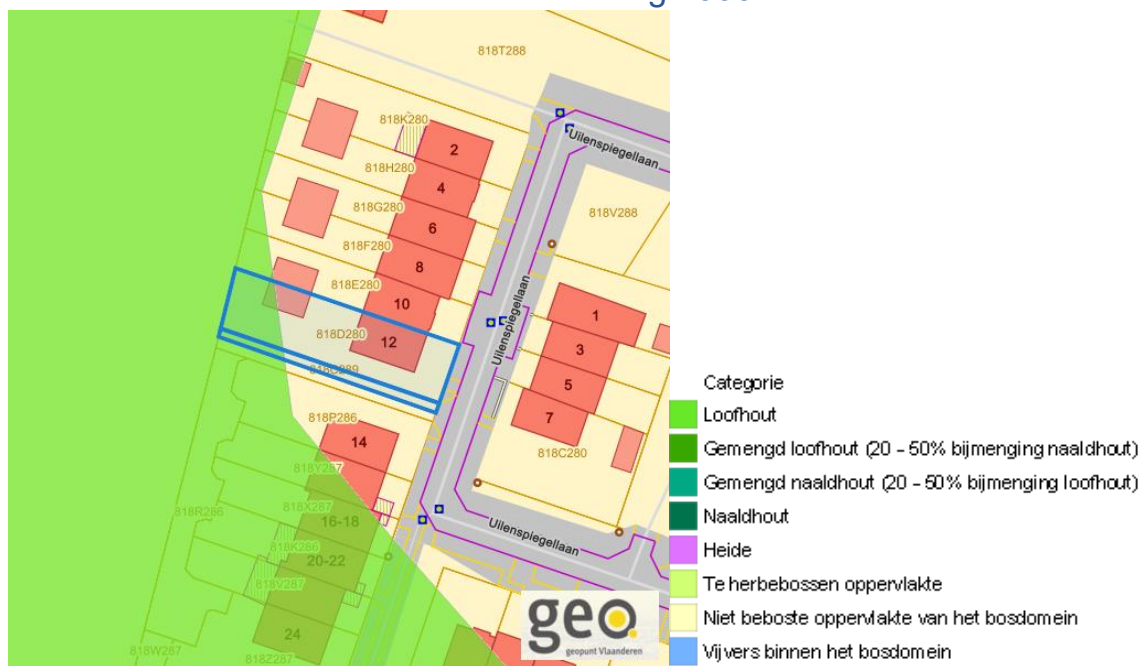 818T288
818K280
2
Uilenspiegellaan
818H280
4
818G280
818V288
6
818F280
8
818E280
10
Uilenspiegellaan
1
818D280
12
3
5
818P286
7
14
818C280
818Y287
818X287
818R286
16-18
Uilenspiegellaan
818K286
20-22
818V287
24
818W287
818Z287
geo
geopunt Vlaanderen
Categorie
Loofhout
Gemengd loofhout (20 - 50% bijmenging naaldhout)
Gemengd naaldhout (20 - 50% bijmenging loofhout)
Naaldhout
Heide
Te herbebossen oppervlakte
Niet beboste oppervlakte van het bosdomein
Vijvers binnen het bosdomein